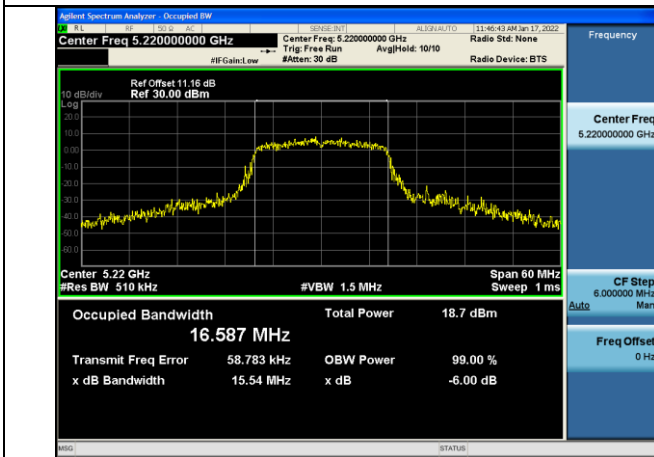 Agilent Spectrum Analyzer - Occupied BW
RL RF 50 Ω AC SENSE:INT ALIGNAUTO 11:46:43 AM Jan 17, 2022
Center Freq 5.220000000 GHz Center Freq: 5.220000000 GHz Radio Std: None Frequency
Trig: Free Run Avg|Hold: 10/10
#IFGain:Low #Atten: 30 dB Radio Device: BTS
Ref Offset 11.16 dB
10 dB/div Ref 30.00 dBm
Log
20.0
10.0
0.00
-10.0
-20.0
-30.0
-40.0
-50.0
-60.0
Center Freq
5.220000000 GHz
Center 5.22 GHz Span 60 MHz
#Res BW 510 kHz #VBW 1.5 MHz Sweep 1 ms
CF Step
6.000000 MHz
Auto Man
Occupied Bandwidth Total Power 18.7 dBm
16.587 MHz
Transmit Freq Error 58.783 kHz OBW Power 99.00 %
x dB Bandwidth 15.54 MHz x dB -6.00 dB
Freq Offset
0 Hz
MSG STATUS